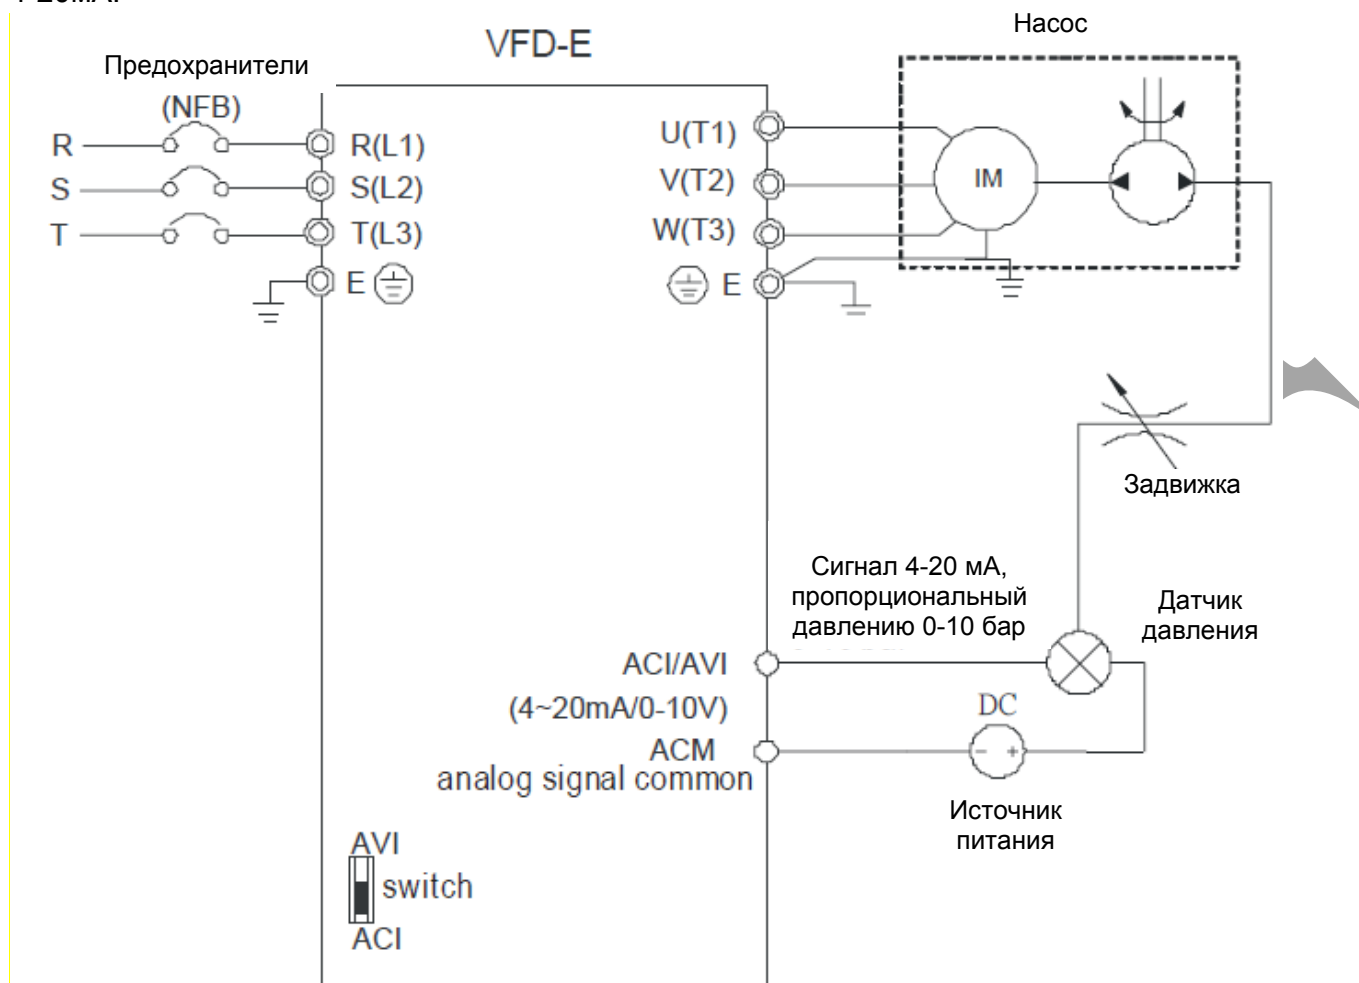 Насос
VFD-E
Предохранители
(NFB)
R
R(L1)
U(T1)
S
S(L2)
V(T2)
IM
T
T(L3)
W(T3)
E
E
Задвижка
Сигнал 4-20 мА,
пропорциональный
давлению 0-10 бар
Датчик
давления
ACI/AVI
(4~20mA/0-10V)
DC
- +
ACM
analog signal common
Источник
питания
AVI
switch
ACI